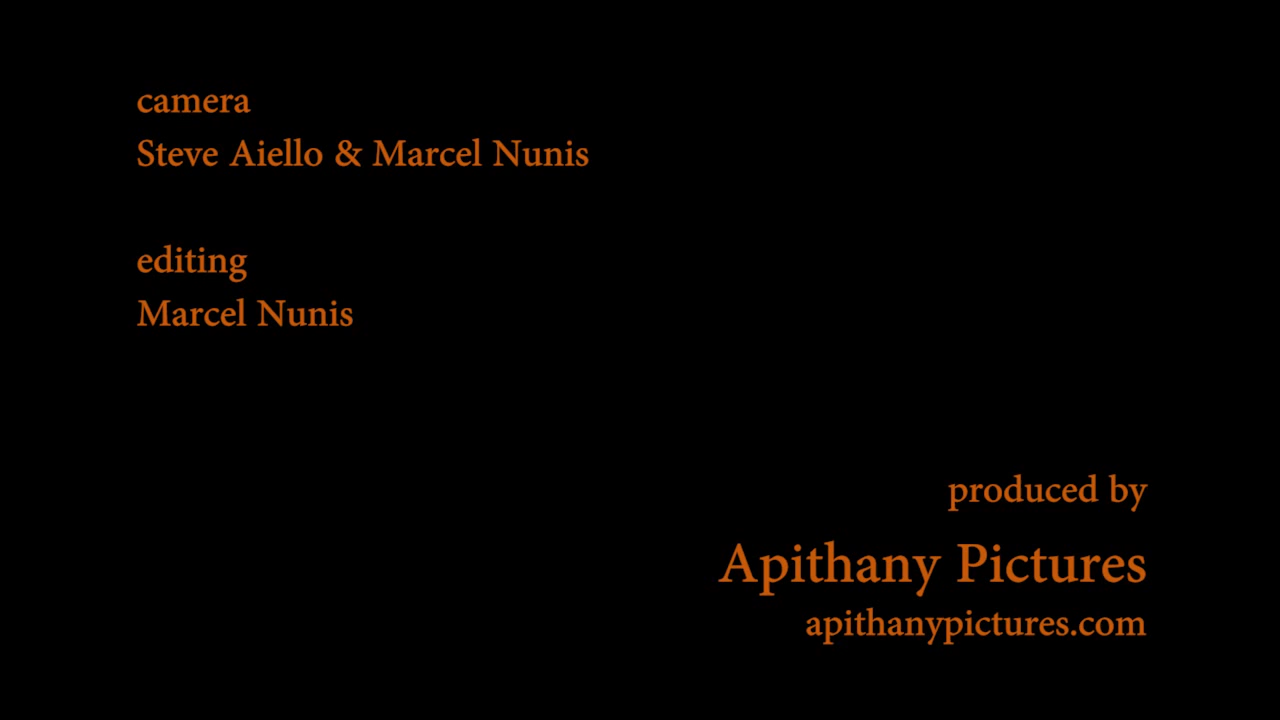 camera
Steve Aiello & Marcel Nunis
editing
Marcel Nunis
produced by
Apithany Pictures
apithanypictures.com